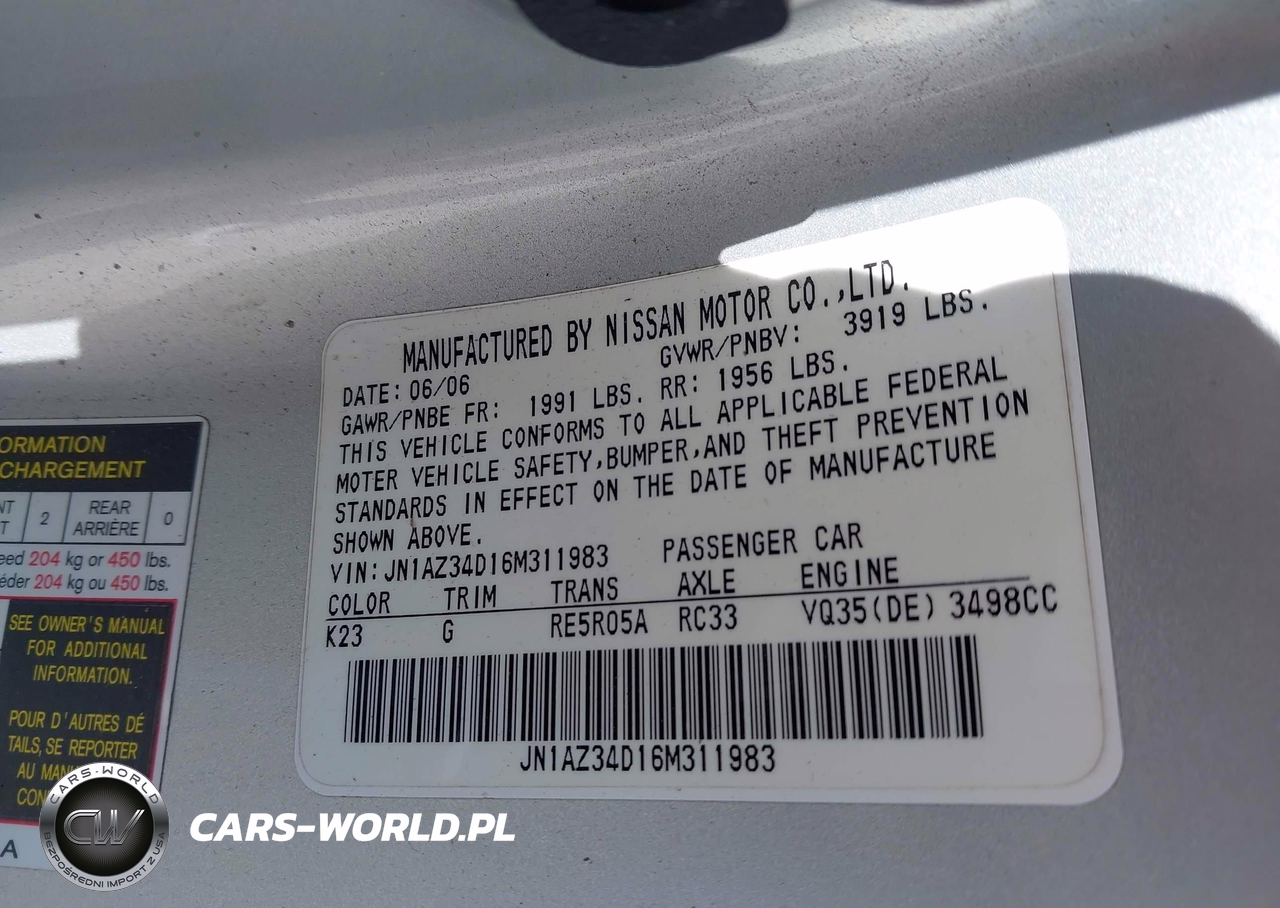 MANUFACTURED BY NISSAN MOTOR CO.,LTD.
DATE: 06/06 GVWR/PNBV: 3919 LBS.
GAWR/PNBE FR: 1991 LBS. RR: 1956 LBS.
THIS VEHICLE CONFORMS TO ALL APPLICABLE FEDERAL
MOTER VEHICLE SAFETY,BUMPER,AND THEFT PREVENTION
STANDARDS IN EFFECT ON THE DATE OF MANUFACTURE
SHOWN ABOVE.
VIN: JN1AZ34D16M311983 PASSENGER CAR
COLOR TRIM TRANS AXLE ENGINE
K23 G RE5R05A RC33 VQ35(DE) 3498CC
JN1AZ34D16M311983
ORMATION
CHARGEMENT
2 REAR ARRIÈRE 0
204 kg or 450 lbs.
204 kg ou 450 lbs.
SEE OWNER'S MANUAL
FOR ADDITIONAL
INFORMATION.
POUR D'AUTRES DÉ
TAILS, SE REPORTER
AU
A
CARS-WORLD
CW
BEZPOŚREDNI IMPORT Z USA
CARS-WORLD.PL